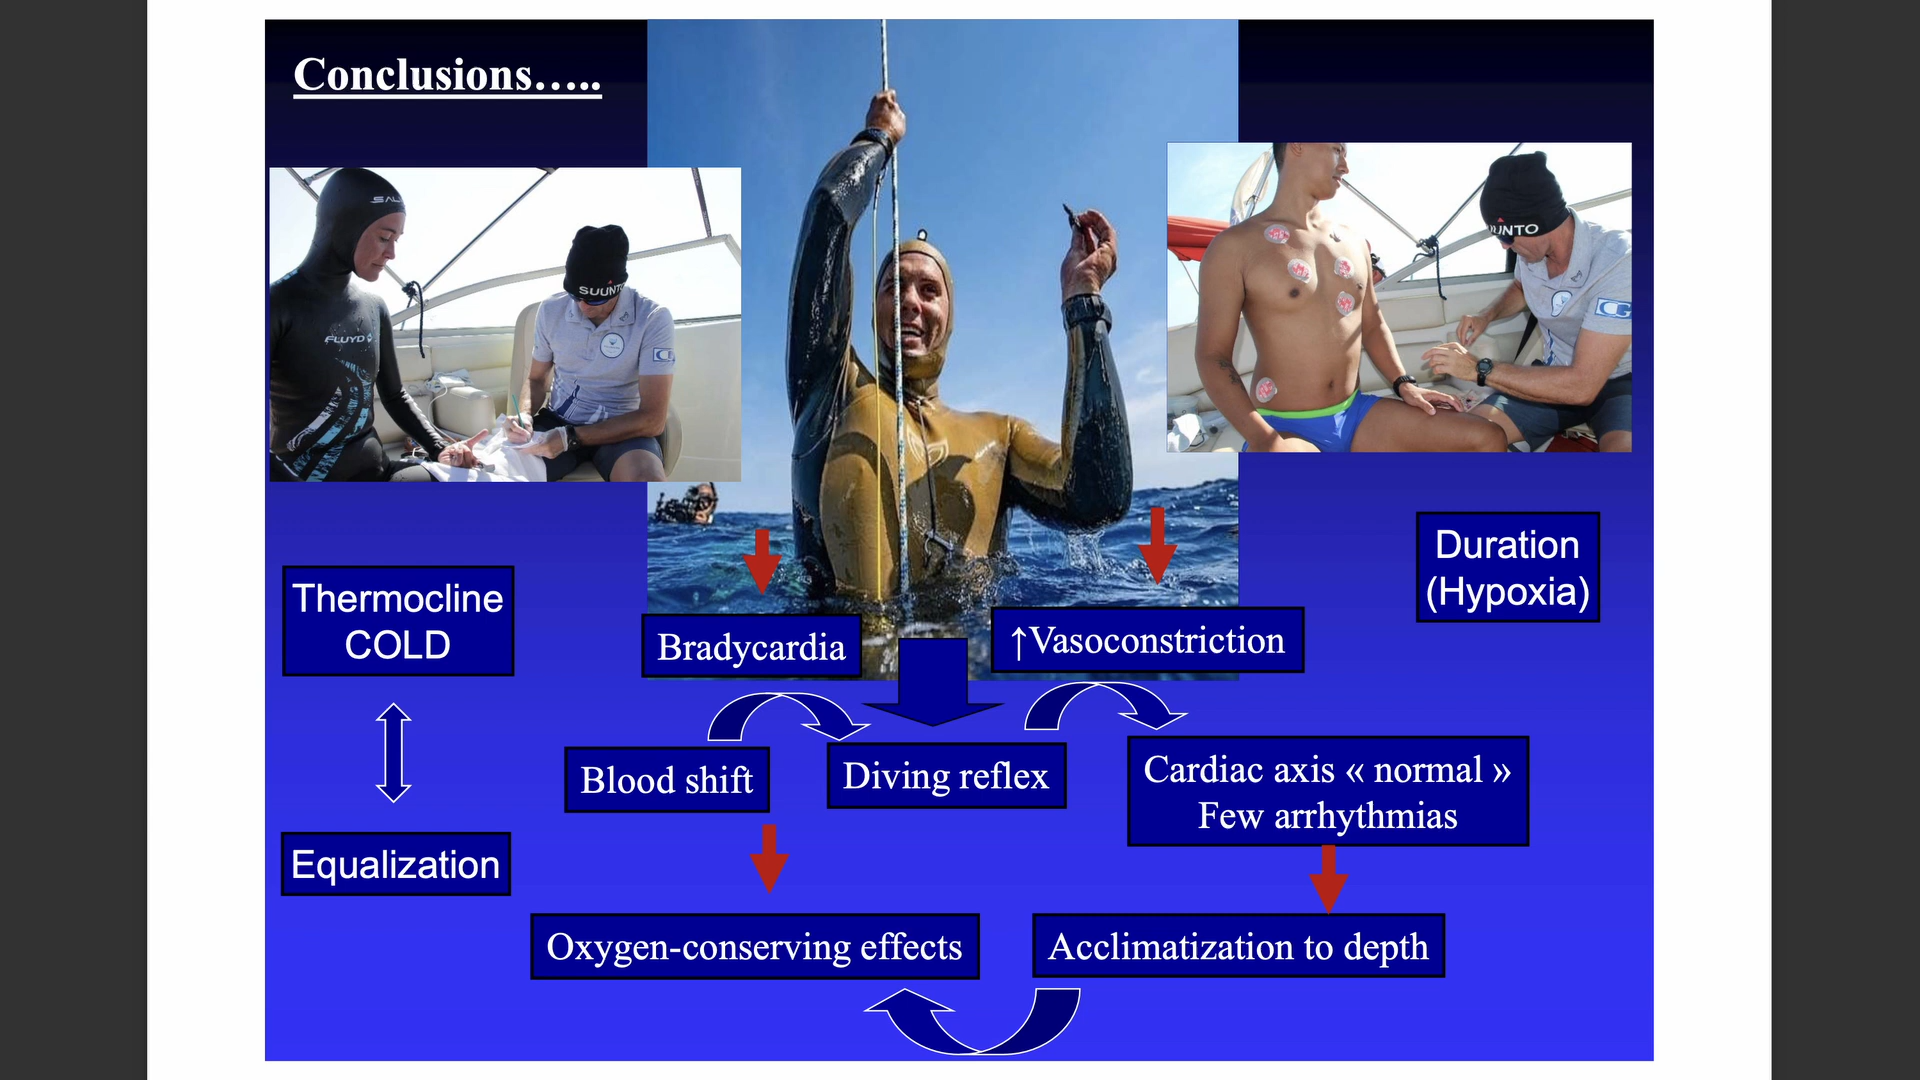 Conclusions.....
SUUNTO
FLUYD
UNTO
Duration
(Hypoxia)
Thermocline
COLD
Bradycardia
↑Vasoconstriction
Blood shift
Diving reflex
Cardiac axis « normal »
Few arrhythmias
Equalization
Oxygen-conserving effects
Acclimatization to depth